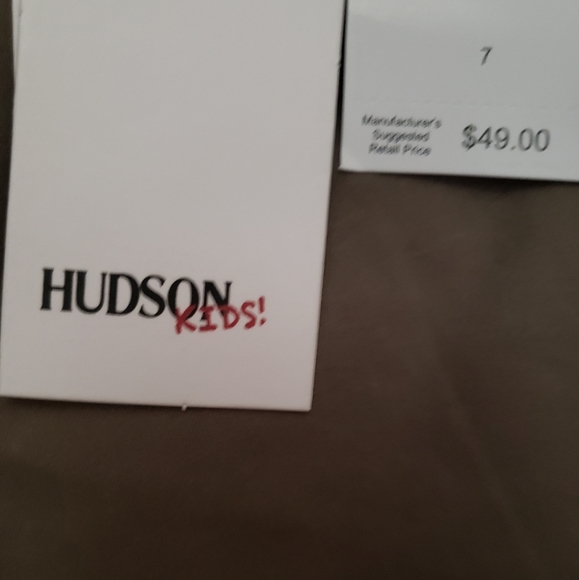 7
Manufacturer's
Suggested
Retail Price
$49.00
HUDSON
KIDS!